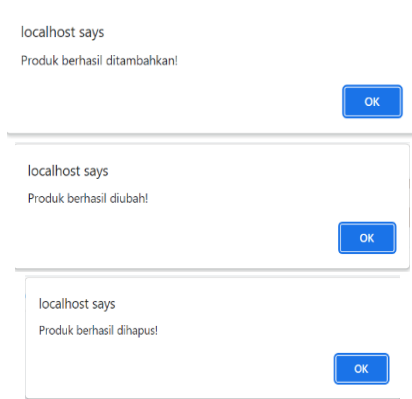 localhost says
Produk berhasil ditambahkan!
OK
localhost says
Produk berhasil diubah!
OK
localhost says
Produk berhasil dihapus!
OK